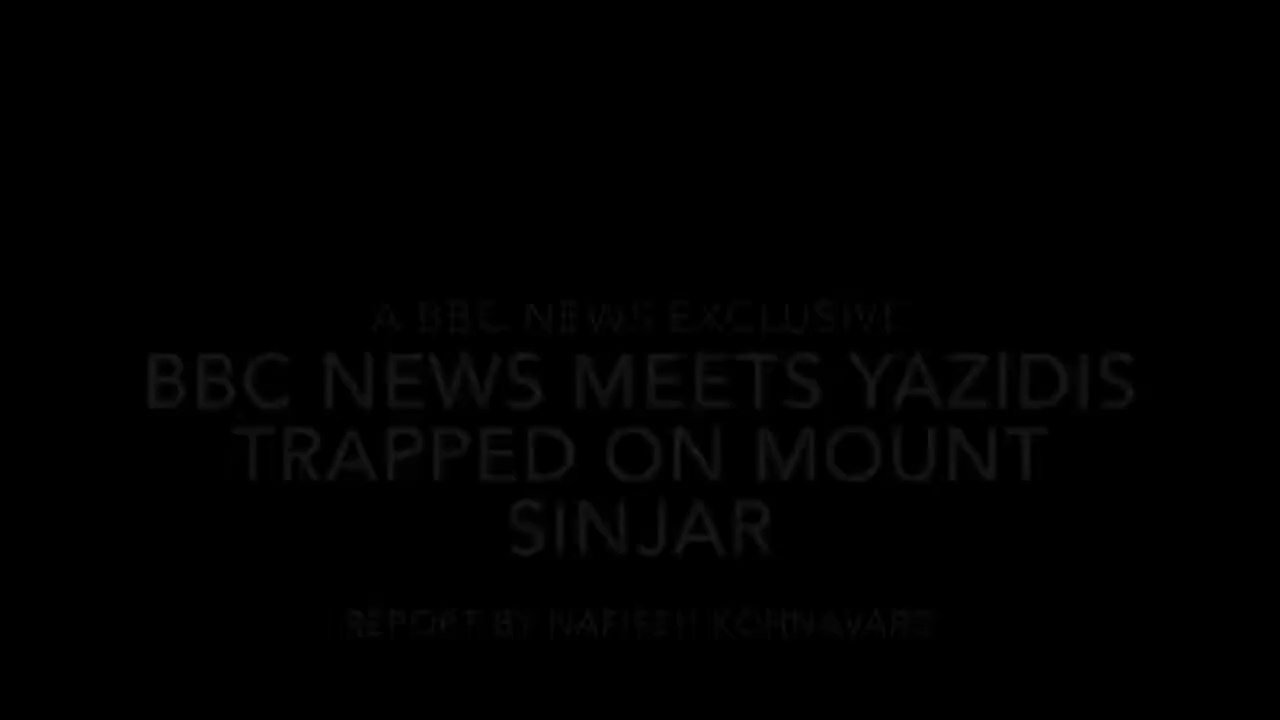 A BBC NEWS EXCLUSIVE
BBC NEWS MEETS YAZIDIS
TRAPPED ON MOUNT
SINJAR
REPORT BY NAFISEH KOHNAVARD